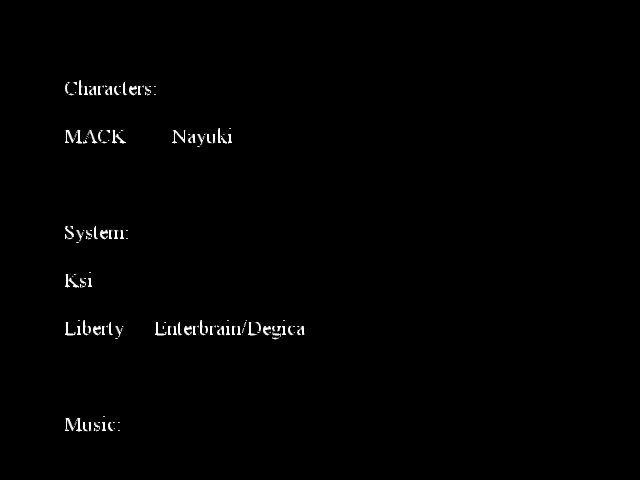 Characters:
MACK Nayuki
System:
Ksi
Liberty Enterbrain/Degica
Music: